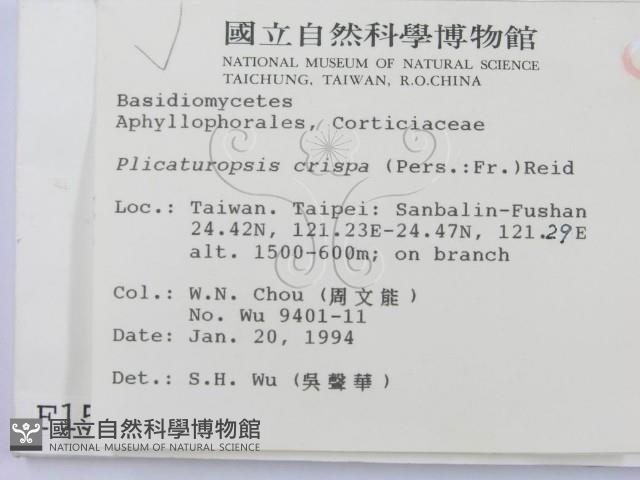 國立自然科學博物館
NATIONAL MUSEUM OF NATURAL SCIENCE
TAICHUNG, TAIWAN, R.O.CHINA
Basidiomycetes
Aphyllophorales, Corticiaceae
Plicaturopsis crispa (Pers.:Fr.)Reid
Loc.: Taiwan. Taipei: Sanbalin-Fushan
24.42N, 121.23E-24.47N, 121.29E
alt. 1500-600m; on branch
Col.: W.N. Chou (周文能)
No. Wu 9401-11
Date: Jan. 20, 1994
Det.: S.H. Wu (吳聲華)
國立自然科學博物館
NATIONAL MUSEUM OF NATURAL SCIENCE